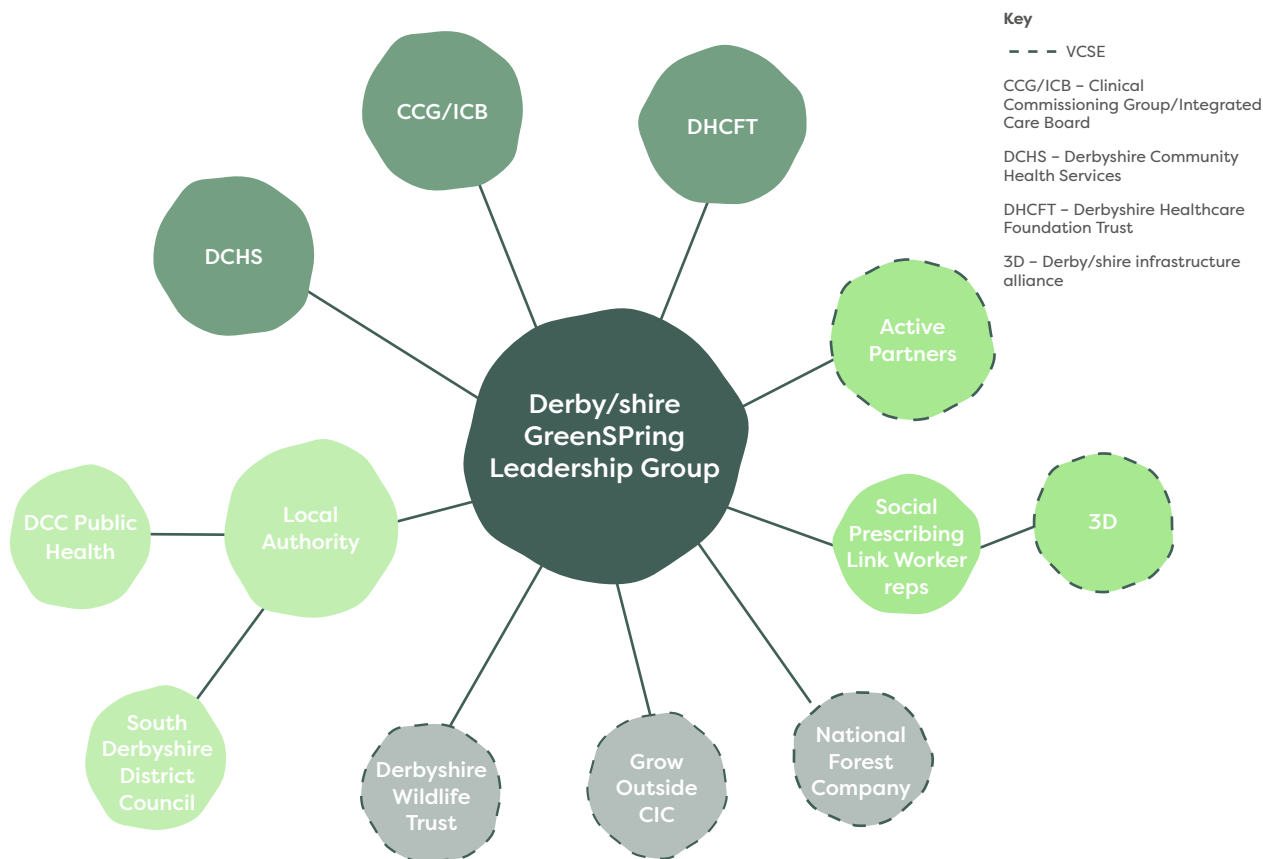 Key
VCSE
CCG/ICB – Clinical
Commissioning Group/Integrated
Care Board
DCHS – Derbyshire Community
Health Services
DHCFT – Derbyshire Healthcare
Foundation Trust
3D – Derby/shire infrastructure
alliance
CCG/ICB
DHCFT
DCHS
Active
Partners
Derby/shire
GreenSPring
Leadership Group
DCC Public
Health
Local
Authority
Social
Prescribing
Link Worker
reps
3D
South
Derbyshire
District
Council
Derbyshire
Wildlife
Trust
Grow
Outside
CIC
National
Forest
Company